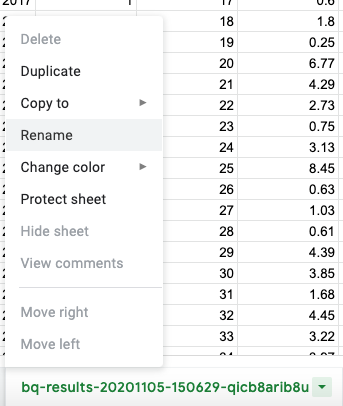 2017 1 17 0.6
18 1.8
Delete 19 0.25
Duplicate 20 6.77
21 4.29
Copy to 22 2.73
Rename 23 0.75
24 3.13
Change color 25 8.45
Protect sheet 26 0.63
27 1.03
Hide sheet 28 0.61
View comments 29 4.39
30 3.85
Move right 31 1.68
32 4.45
Move left 33 3.22
bq-results-20201105-150629-qicb8arib8u